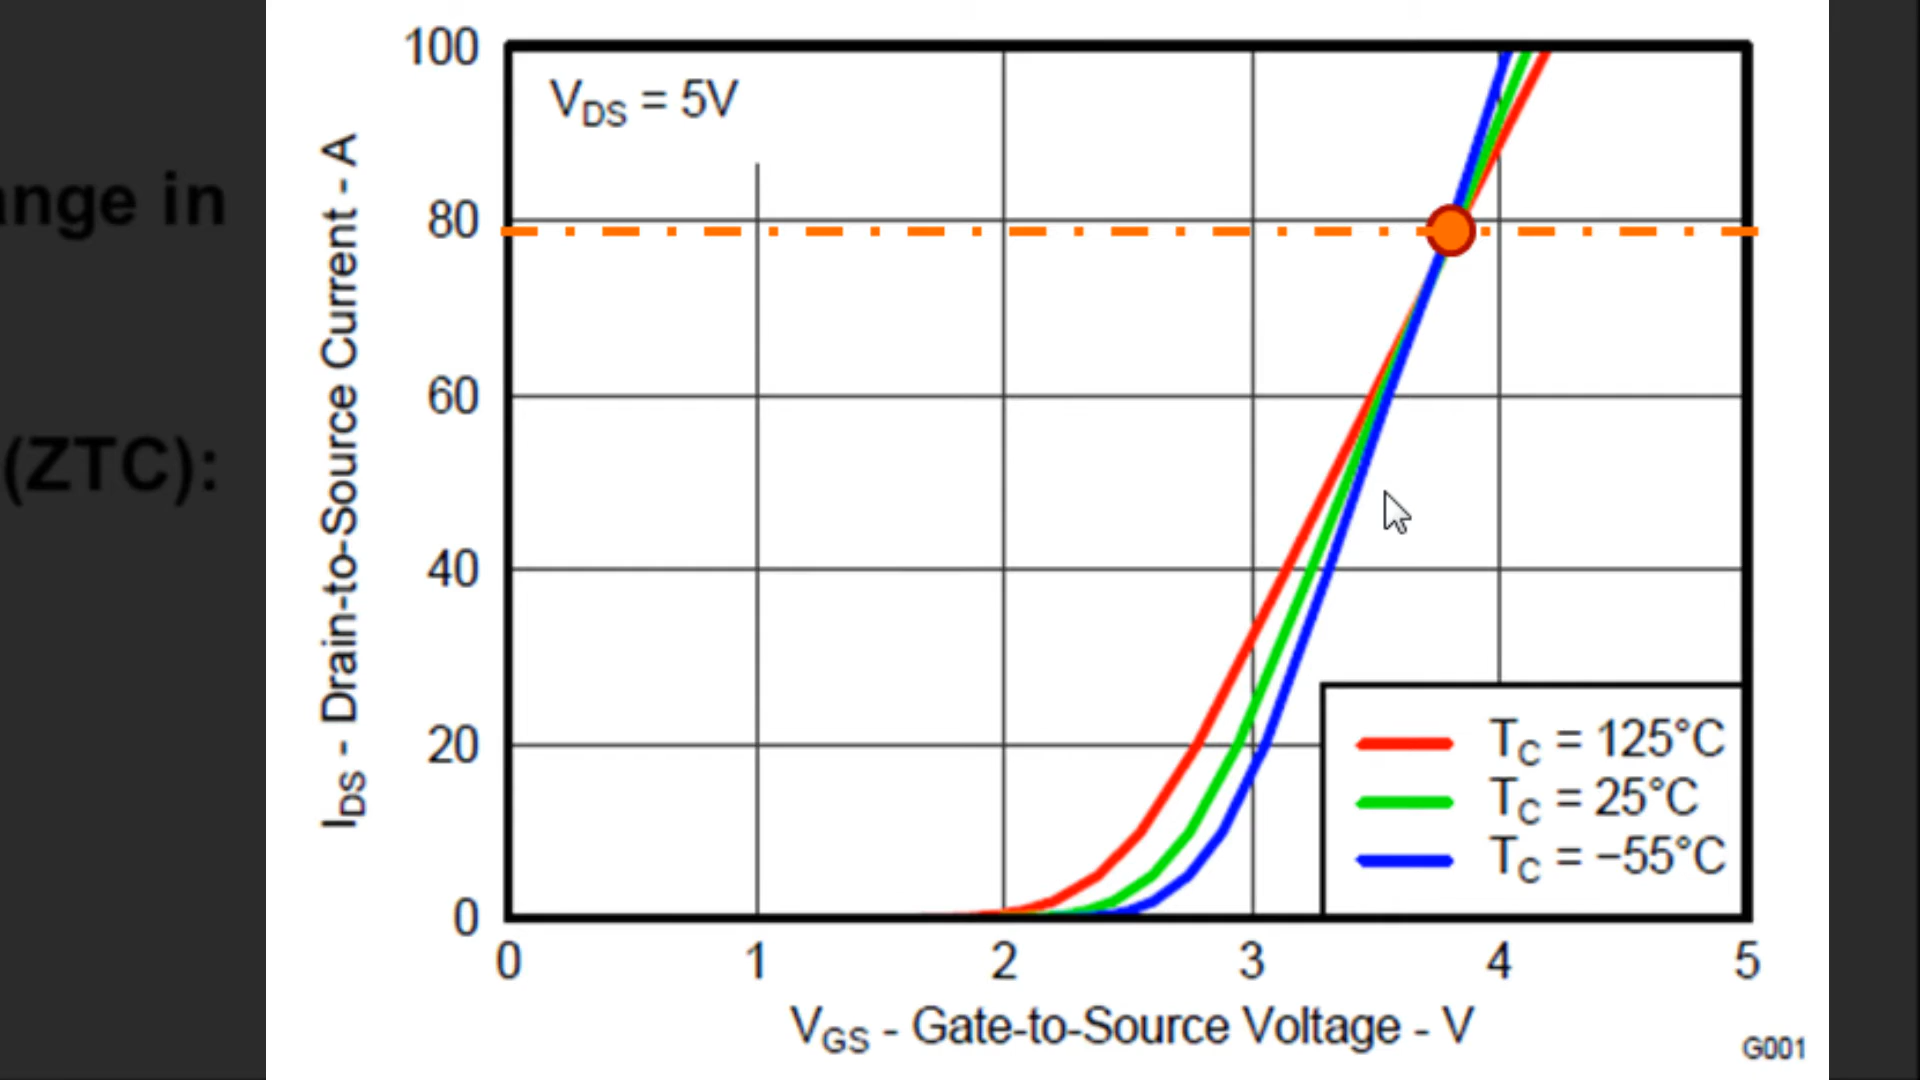 ange in
(ZTC):
100
80
60
40
20
0
0 1 2 3 4 5
V_DS = 5V
I_DS - Drain-to-Source Current - A
T_C = 125°C
T_C = 25°C
T_C = −55°C
V_GS - Gate-to-Source Voltage - V
G001